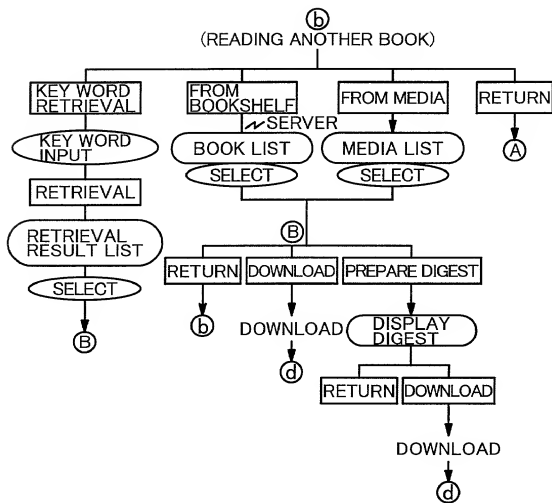 b
(READING ANOTHER BOOK)
KEY WORD
RETRIEVAL
FROM
BOOKSHELF
FROM MEDIA
RETURN
SERVER
A
KEY WORD
INPUT
BOOK LIST
MEDIA LIST
SELECT
SELECT
RETRIEVAL
RETRIEVAL
RESULT LIST
B
RETURN
DOWNLOAD
PREPARE DIGEST
SELECT
b
DOWNLOAD
DISPLAY
DIGEST
B
d
RETURN
DOWNLOAD
DOWNLOAD
d